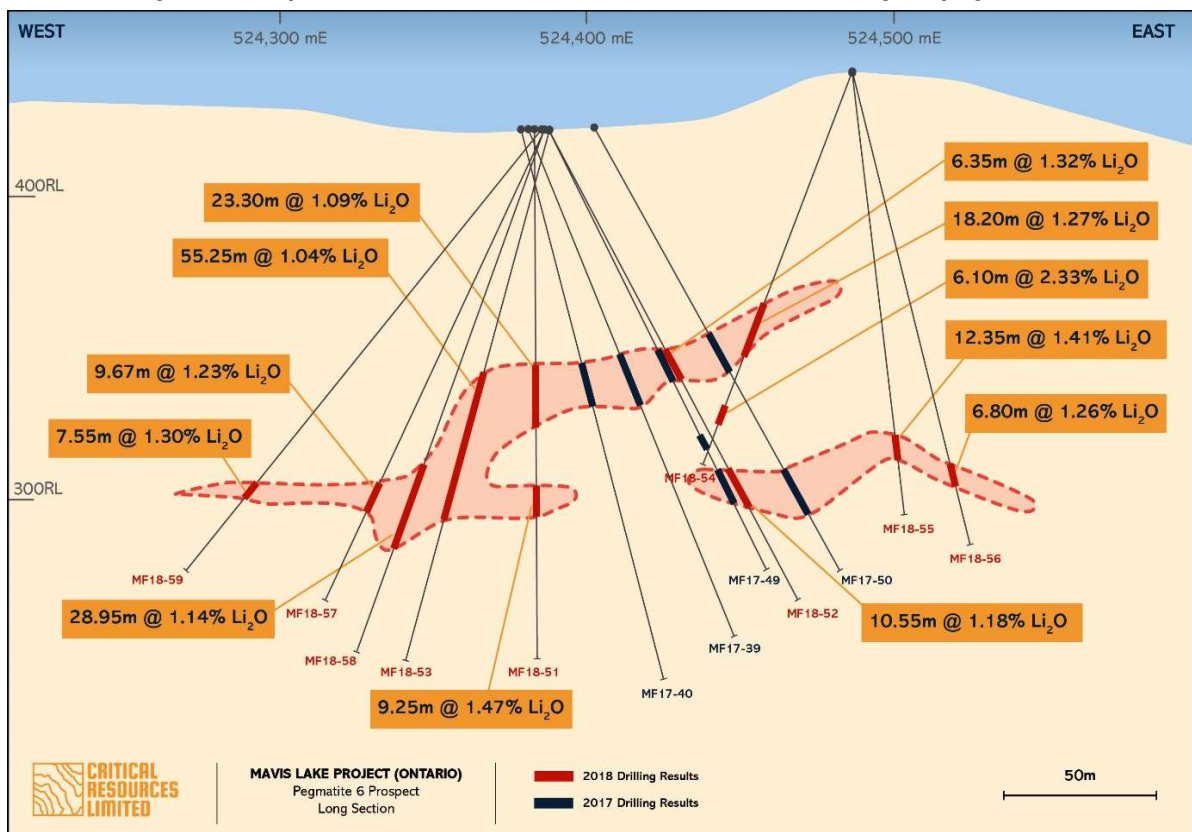 WEST
524,300 mE
524,400 mE
524,500 mE
EAST
400RL
300RL
6.35m @ 1.32% Li₂O
23.30m @ 1.09% Li₂O
18.20m @ 1.27% Li₂O
55.25m @ 1.04% Li₂O
6.10m @ 2.33% Li₂O
12.35m @ 1.41% Li₂O
9.67m @ 1.23% Li₂O
6.80m @ 1.26% Li₂O
7.55m @ 1.30% Li₂O
MF18-54
MF18-55
MF18-56
MF18-59
MF17-49
MF17-50
28.95m @ 1.14% Li₂O
MF18-57
MF18-52
10.55m @ 1.18% Li₂O
MF18-58
MF18-53
MF18-51
MF17-39
MF17-40
9.25m @ 1.47% Li₂O
CRITICAL
RESOURCES
LIMITED
MAVIS LAKE PROJECT (ONTARIO)
Pegmatite 6 Prospect
Long Section
2018 Drilling Results
2017 Drilling Results
50m